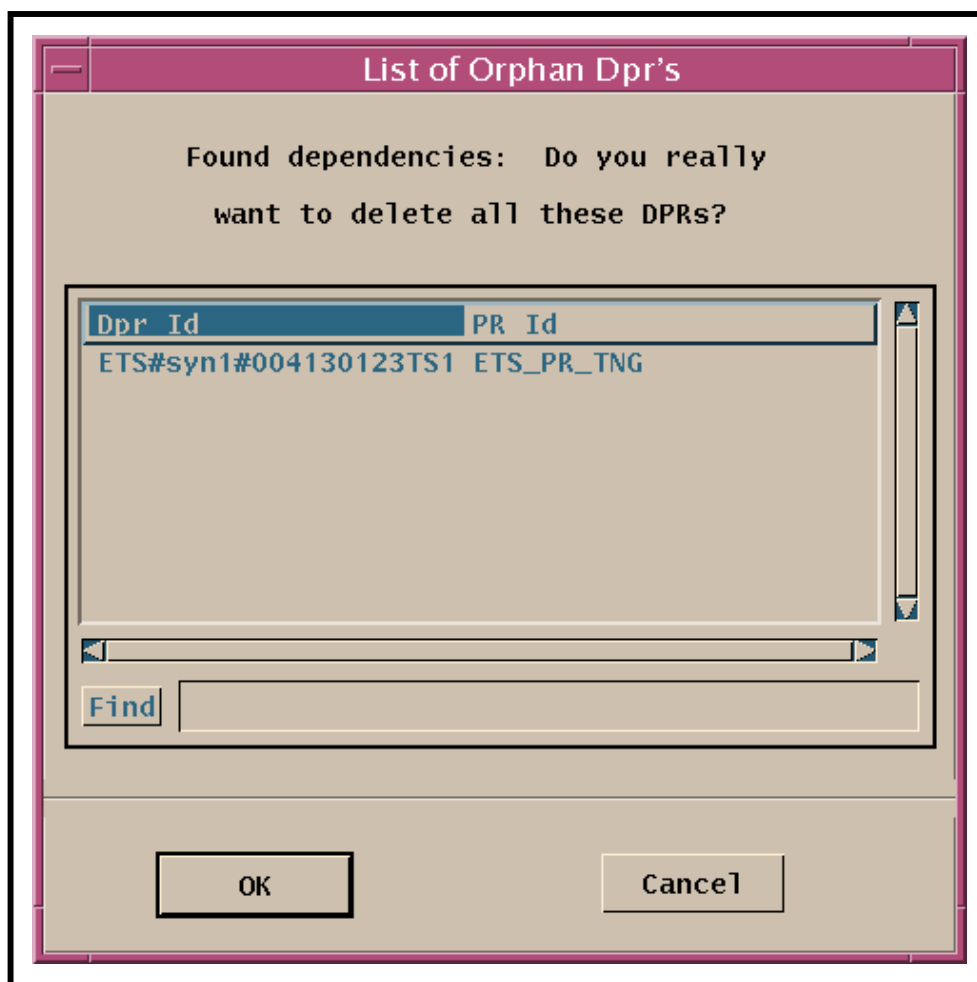 List of Orphan Dpr's
Found dependencies: Do you really
want to delete all these DPRs?
Dpr Id PR Id
ETS#syn1#004130123TS1 ETS_PR_TNG
Find
OK Cancel